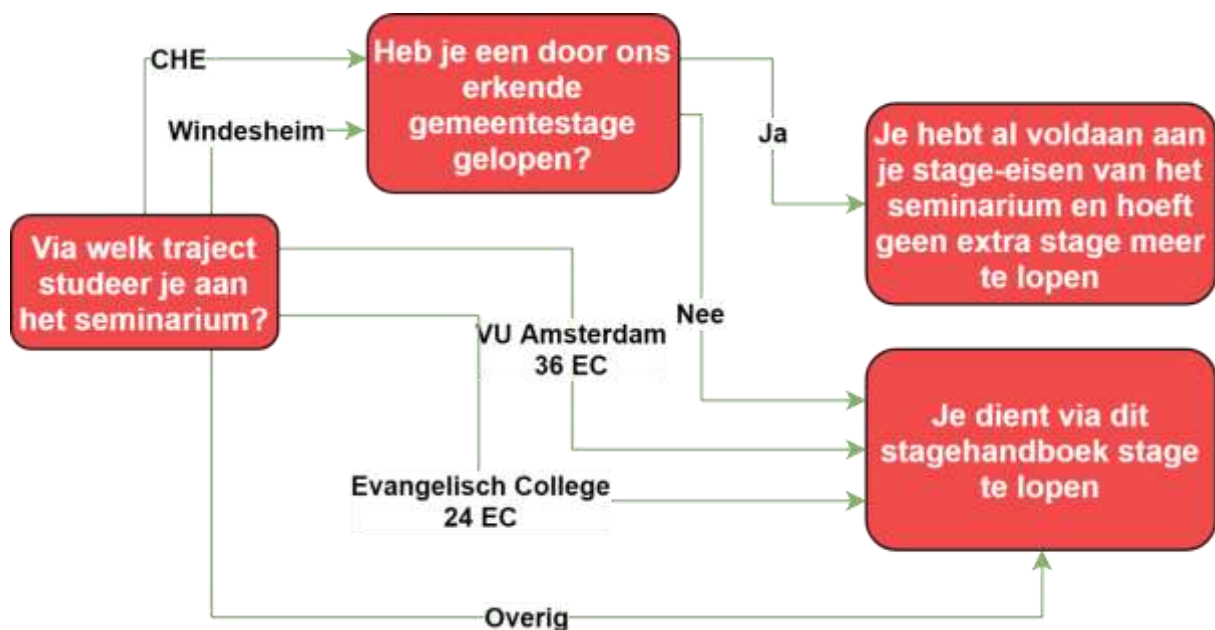 CHE
Heb je een door ons
erkende
gemeentestage
gelopen?
Windesheim
Ja
Je hebt al voldaan aan
je stage-eisen van het
seminarium en hoeft
geen extra stage meer
te lopen
Via welk traject
studeer je aan
het seminarium?
Nee
VU Amsterdam
36 EC
Je dient via dit
stagehandboek stage
te lopen
Evangelisch College
24 EC
Overig